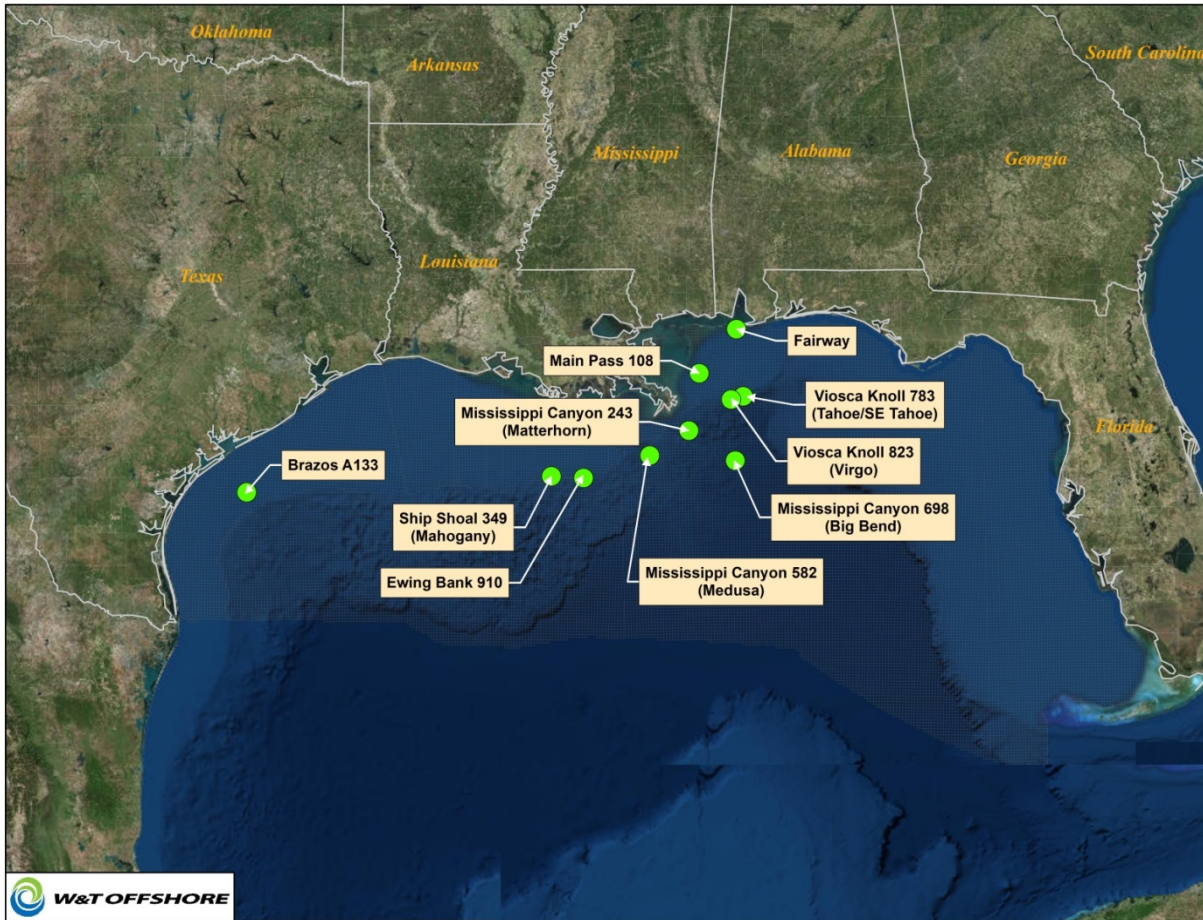 Oklahoma
Arkansas
South Carolina
Mississippi
Alabama
Georgia
Louisiana
Texas
Fairway
Main Pass 108
Viosca Knoll 783
(Tahoe/SE Tahoe)
Mississippi Canyon 243
(Matterhorn)
Florida
Viosca Knoll 823
(Virgo)
Brazos A133
Mississippi Canyon 698
(Big Bend)
Ship Shoal 349
(Mahogany)
Ewing Bank 910
Mississippi Canyon 582
(Medusa)
W&T OFFSHORE